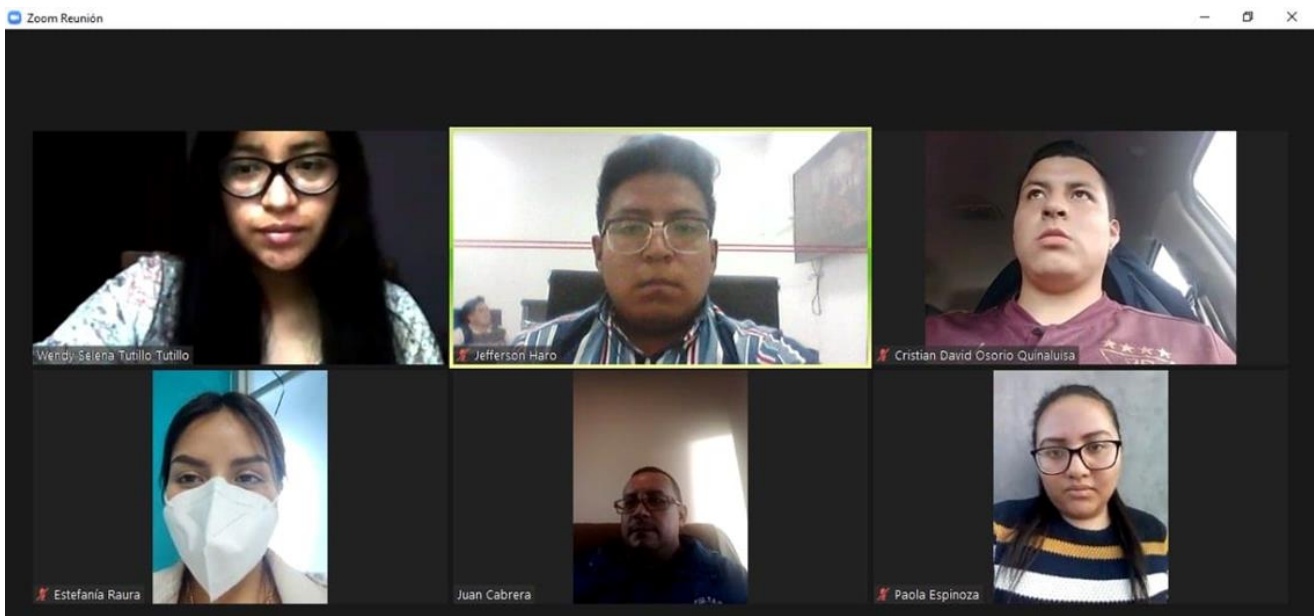 Zoom Reunión
Wendy Selena Tutillo Tutillo
Jefferson Haro
Cristian David Osorio Quinaluisa
Estefanía Raura
Juan Cabrera
Paola Espinoza